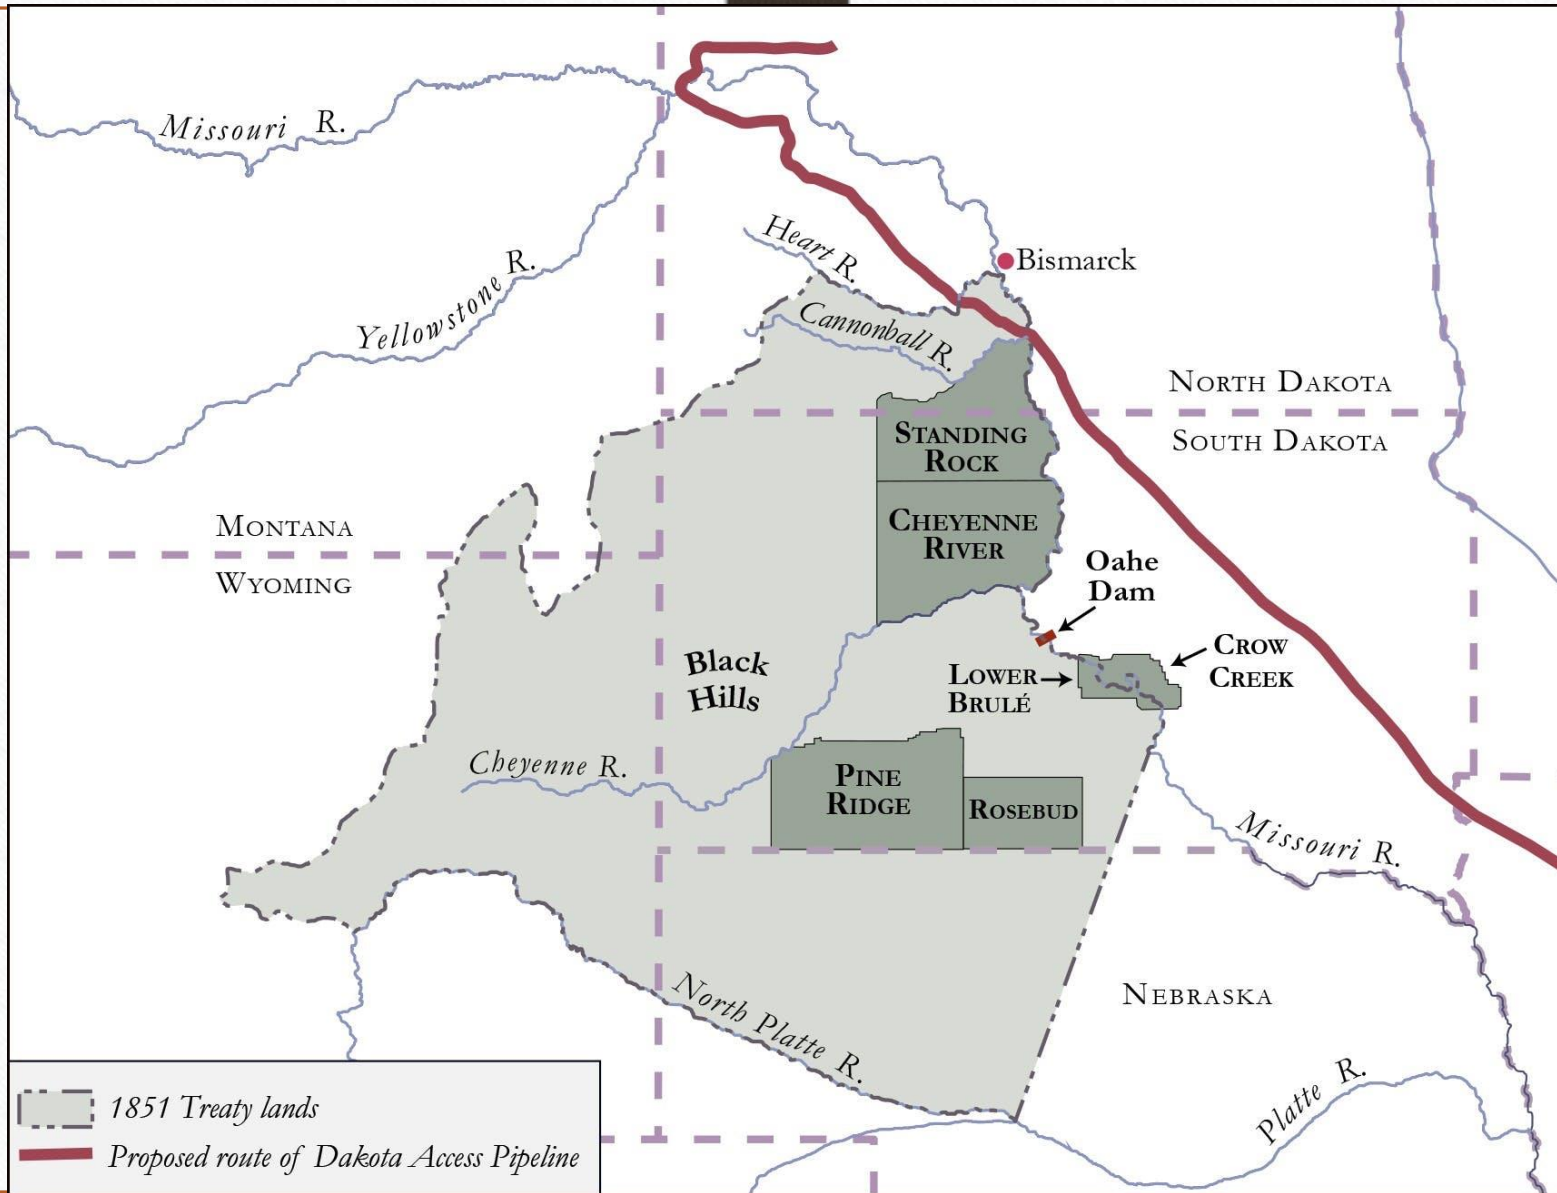 Missouri R.
Heart R.
Bismarck
Yellowstone R.
Cannonball R.
NORTH DAKOTA
SOUTH DAKOTA
STANDING
ROCK
MONTANA
WYOMING
CHEYENNE
RIVER
Oahe
Dam
Black
Hills
LOWER
BRULÉ
CROW
CREEK
Cheyenne R.
PINE
RIDGE
ROSEBUD
Missouri R.
North Platte R.
NEBRASKA
Platte R.
1851 Treaty lands
Proposed route of Dakota Access Pipeline